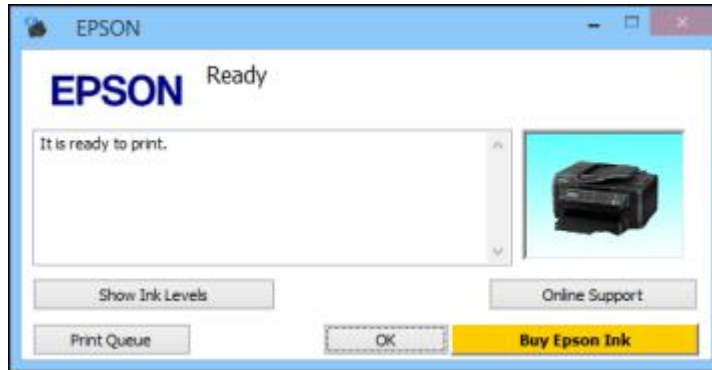 EPSON
EPSON
Ready
It is ready to print.
Show Ink Levels
Online Support
Print Queue
OK
Buy Epson Ink